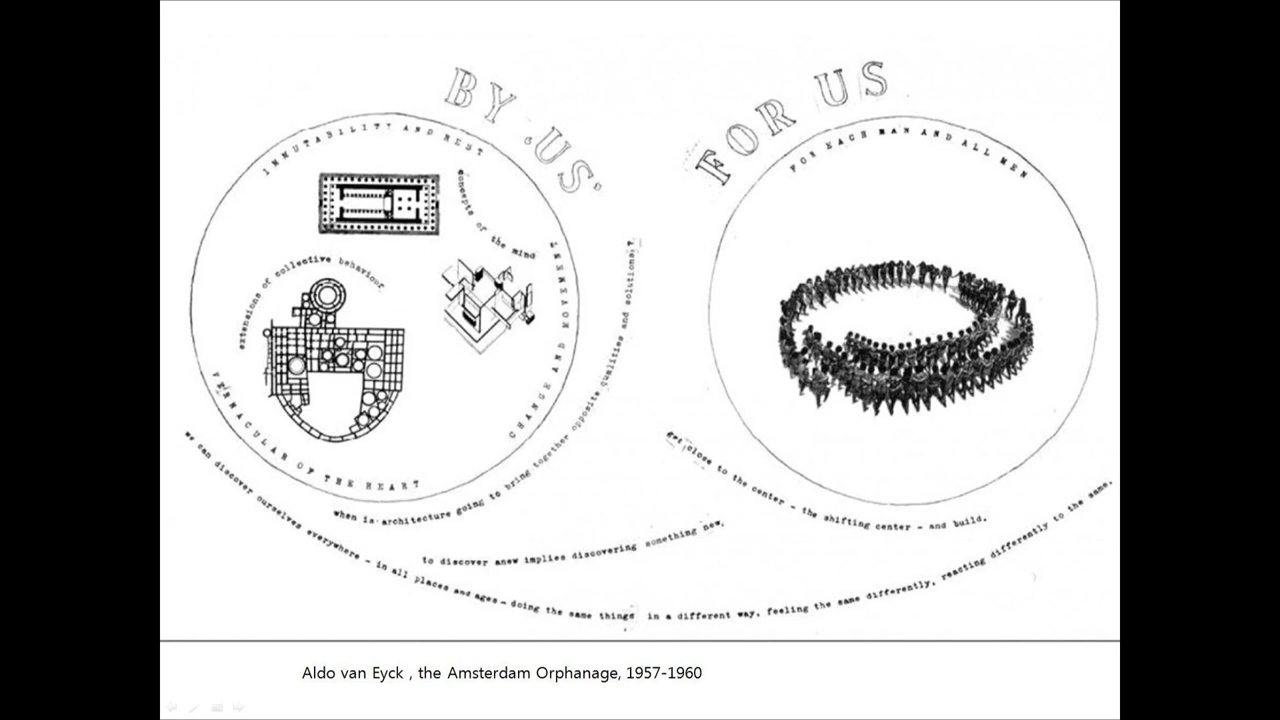 BY US
FOR US
IMMUTABILITY AND REST
FOR EACH MAN AND ALL MEN
concepts of the mind
extensions of collective behaviour
CHANGE AND MOVEMENT
VERNACULAR OF THE HEART
when is architecture going to bring together opposite qualities and solutions?
get close to the center - the shifting center - and build.
to discover anew implies discovering something new.
we can discover ourselves everywhere - in all places and ages - doing the same things in a different way, feeling the same differently, reacting differently to the same.
Aldo van Eyck , the Amsterdam Orphanage, 1957-1960